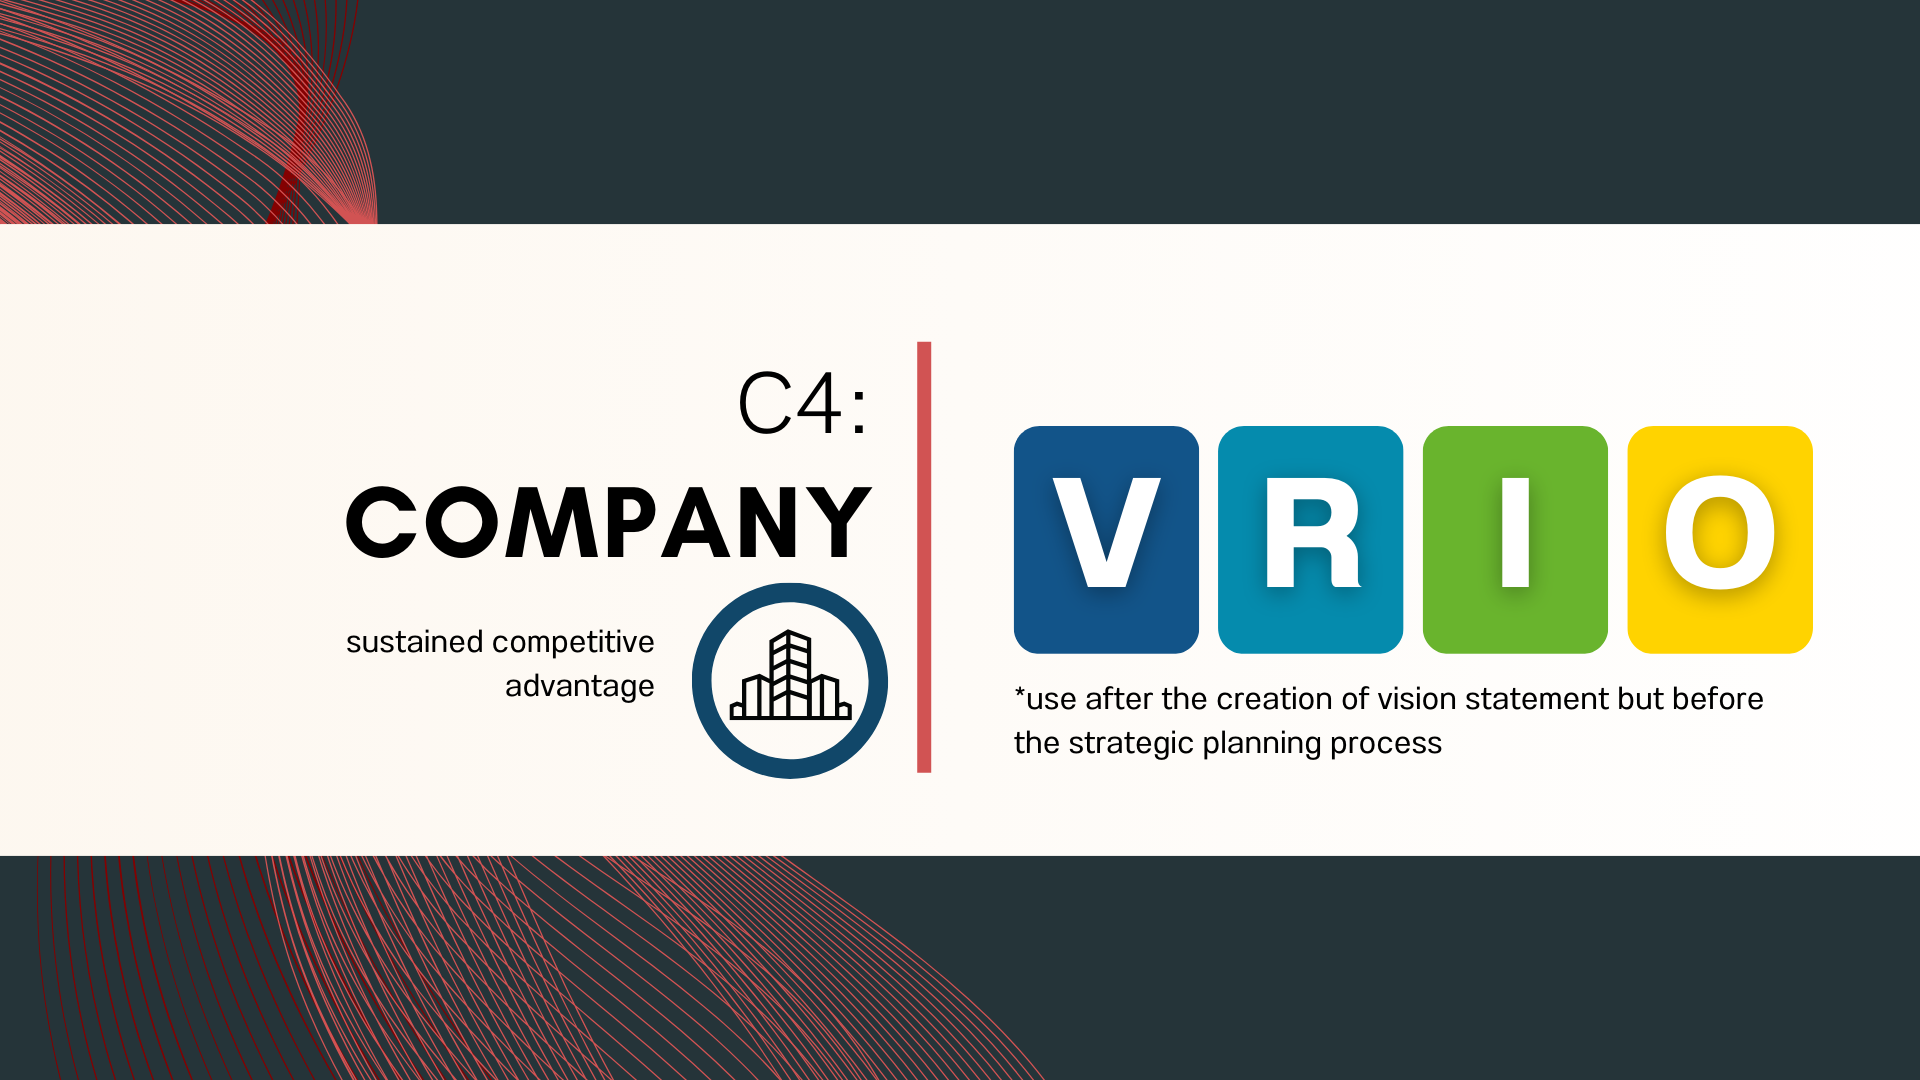 C4:
COMPANY
sustained competitive
advantage
V R I O
*use after the creation of vision statement but before
the strategic planning process